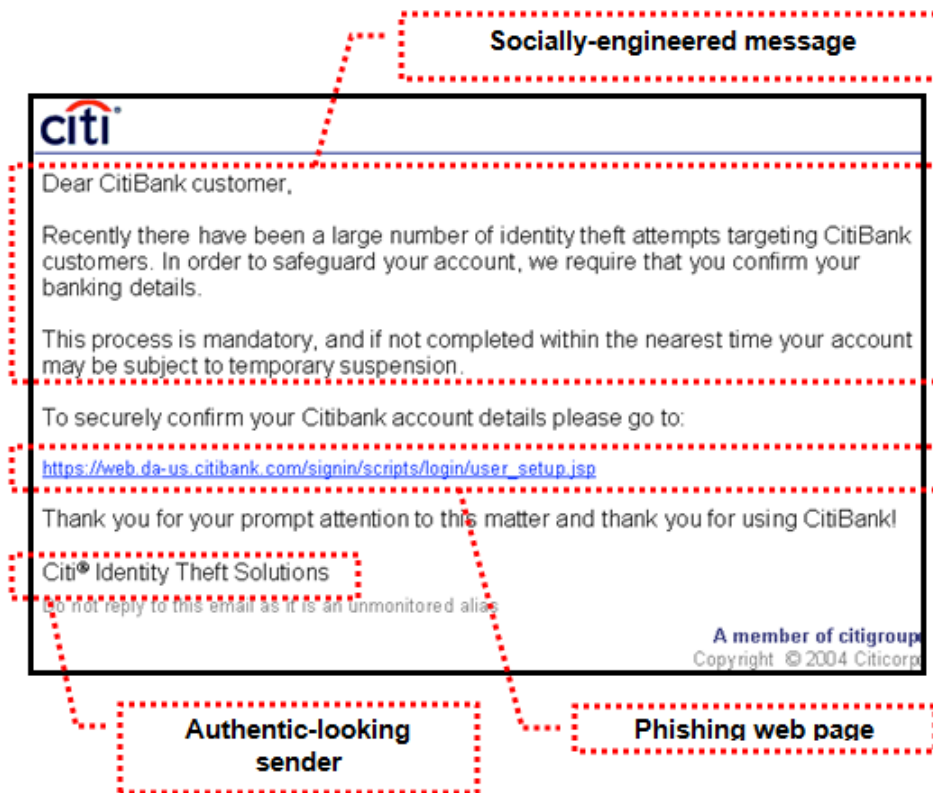 Socially-engineered message
citi®
Dear CitiBank customer,
Recently there have been a large number of identity theft attempts targeting CitiBank
customers. In order to safeguard your account, we require that you confirm your
banking details.
This process is mandatory, and if not completed within the nearest time your account
may be subject to temporary suspension.
To securely confirm your Citibank account details please go to:
https://web.da-us.citibank.com/signin/scripts/login/user_setup.jsp
Thank you for your prompt attention to this matter and thank you for using CitiBank!
Citi® Identity Theft Solutions
Do not reply to this email as it is an unmonitored alias
A member of citigroup
Copyright © 2004 Citicorp
Authentic-looking
sender
Phishing web page